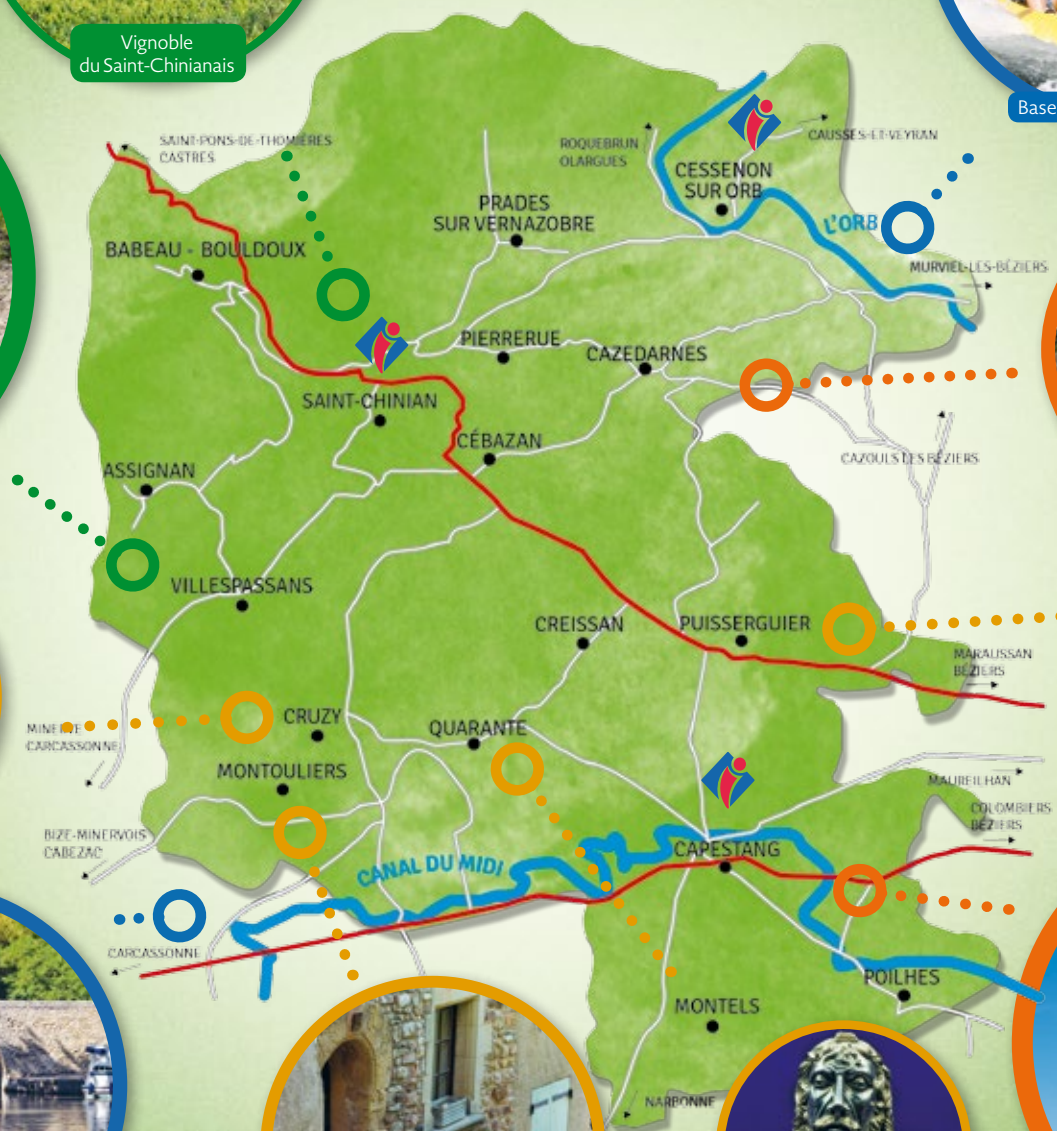 Vignoble
du Saint-Chinianais
Base
SAINT-PONS-DE-THOMIÈRES
CASTRES
ROQUEBRUN
OLARGUES
CAUSSES-ET-VEYRAN
CESSENON
SUR ORB
PRADES
SUR VERNAZOBRE
L'ORB
BABEAU - BOULDOUX
MURVIEL-LES-BÉZIERS
PIERRERUE
CAZEDARNES
SAINT-CHINIAN
CÉBAZAN
CAZOULS LES BÉZIERS
ASSIGNAN
VILLESPASSANS
CREISSAN
PUISSERGUIER
MARAUSSAN
BÉZIERS
CRUZY
QUARANTE
MINERVE
CARCASSONNE
MONTOULIERS
MAUREILHAN
COLOMBIERS
BÉZIERS
BIZE-MINERVOIS
CABEZAC
CAPESTANG
CANAL DU MIDI
CARCASSONNE
POILHES
MONTELS
NARBONNE